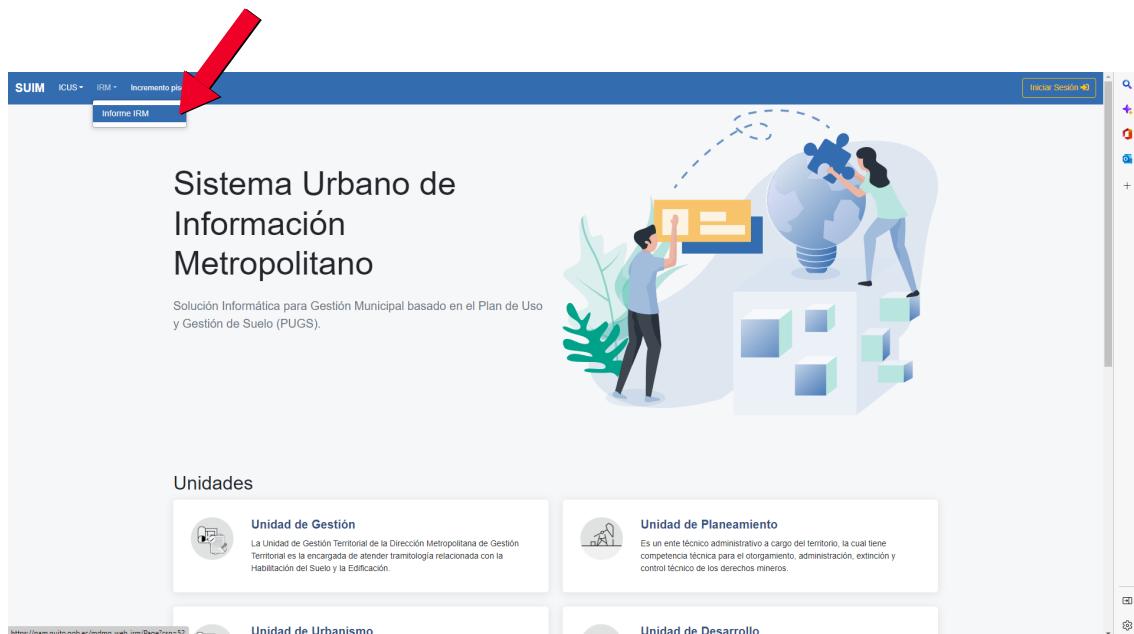 SUIM ICUS IRM Incremento Iniciar Sesión
Informe IRM
Sistema Urbano de
Información
Metropolitano
Solución Informática para Gestión Municipal basado en el Plan de Uso
y Gestión de Suelo (PUGS).
Unidades
Unidad de Gestión
La Unidad de Gestión Territorial de la Dirección Metropolitana de Gestión
Territorial es la encargada de atender tramitología relacionada con la
Habilitación del Suelo y la Edificación.
Unidad de Planeamiento
Es un ente técnico administrativo a cargo del territorio, la cual tiene
competencia técnica para el otorgamiento, administración, extinción y
control técnico de los derechos mineros.
Unidad de Urbanismo
Unidad de Desarrollo